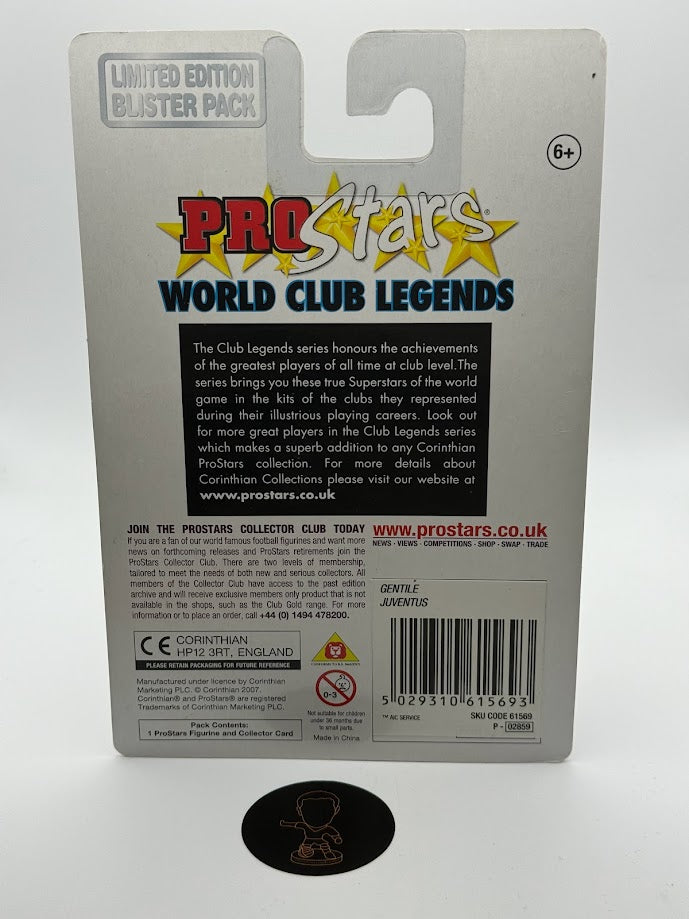 LIMITED EDITION
BLISTER PACK
6+
PROStars®
WORLD CLUB LEGENDS
The Club Legends series honours the achievements
of the greatest players of all time at club level.The
series brings you these true Superstars of the world
game in the kits of the clubs they represented
during their illustrious playing careers. Look out
for more great players in the Club Legends series
which makes a superb addition to any Corinthian
ProStars collection. For more details about
Corinthian Collections please visit our website at
www.prostars.co.uk
JOIN THE PROSTARS COLLECTOR CLUB TODAY
If you are a fan of our world famous football figurines and want more
news on forthcoming releases and ProStars retirements join the
ProStars Collector Club. There are two levels of membership,
tailored to meet the needs of both new and serious collectors. All
members of the Collector Club have access to the past edition
archive and will receive exclusive members only product that is not
available in the shops, such as the Club Gold range. For more
information or to place an order, call +44 (0) 1494 478200.
www.prostars.co.uk
NEWS · VIEWS · COMPETITIONS · SHOP · SWAP · TRADE
CE CORINTHIAN
HP12 3RT, ENGLAND
PLEASE RETAIN PACKAGING FOR FUTURE REFERENCE
Manufactured under licence by Corinthian
Marketing PLC. © Corinthian 2007.
Corinthian® and ProStars® are registered
Trademarks of Corinthian Marketing PLC.
Pack Contents:
1 ProStars Figurine and Collector Card
0-3
Not suitable for children
under 36 months due
to small parts.
Made in China
GENTILE
JUVENTUS
5 029310 615693
™ AIC SERVICE
SKU CODE 61569
P - 02859